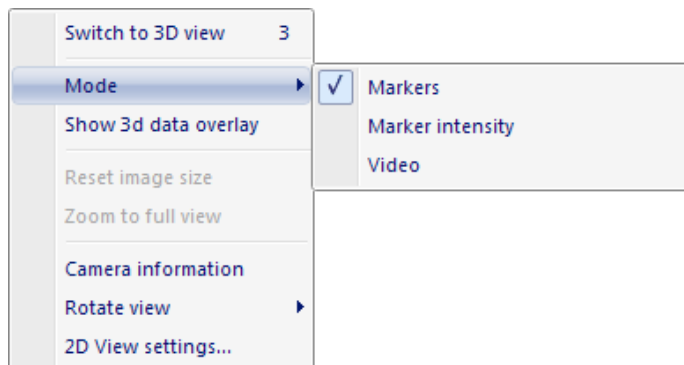 Switch to 3D view 3
Mode
Markers
Show 3d data overlay
Marker intensity
Video
Reset image size
Zoom to full view
Camera information
Rotate view
2D View settings...